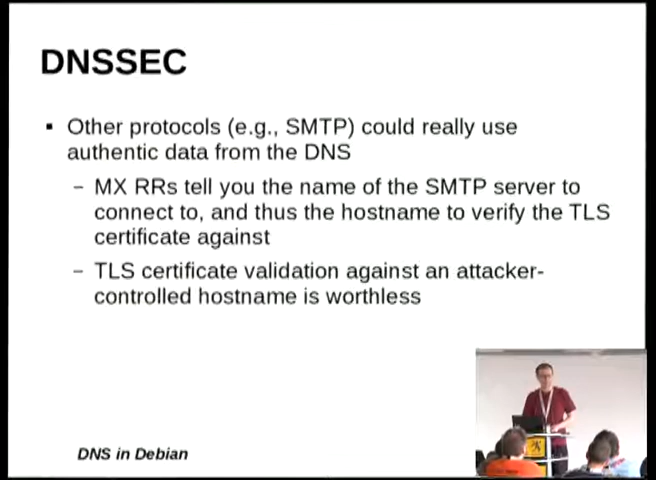 DNSSEC
▪ Other protocols (e.g., SMTP) could really use
authentic data from the DNS
– MX RRs tell you the name of the SMTP server to
connect to, and thus the hostname to verify the TLS
certificate against
– TLS certificate validation against an attacker-
controlled hostname is worthless
DNS in Debian